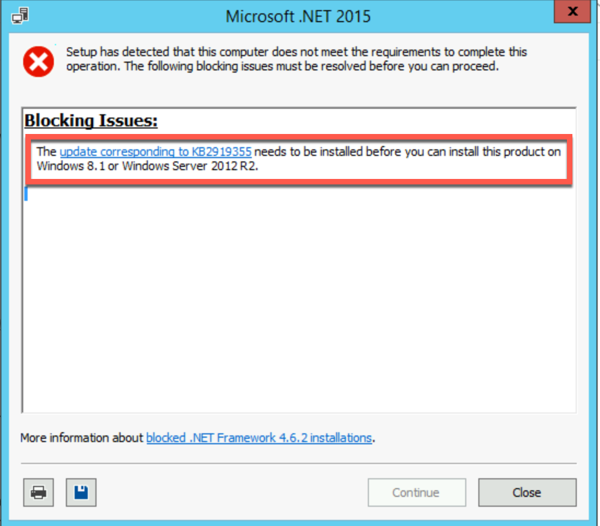 Microsoft .NET 2015
x
Setup has detected that this computer does not meet the requirements to complete this
operation. The following blocking issues must be resolved before you can proceed.
Blocking Issues:
The update corresponding to KB2919355 needs to be installed before you can install this product on
Windows 8.1 or Windows Server 2012 R2.
More information about blocked .NET Framework 4.6.2 installations.
Continue
Close